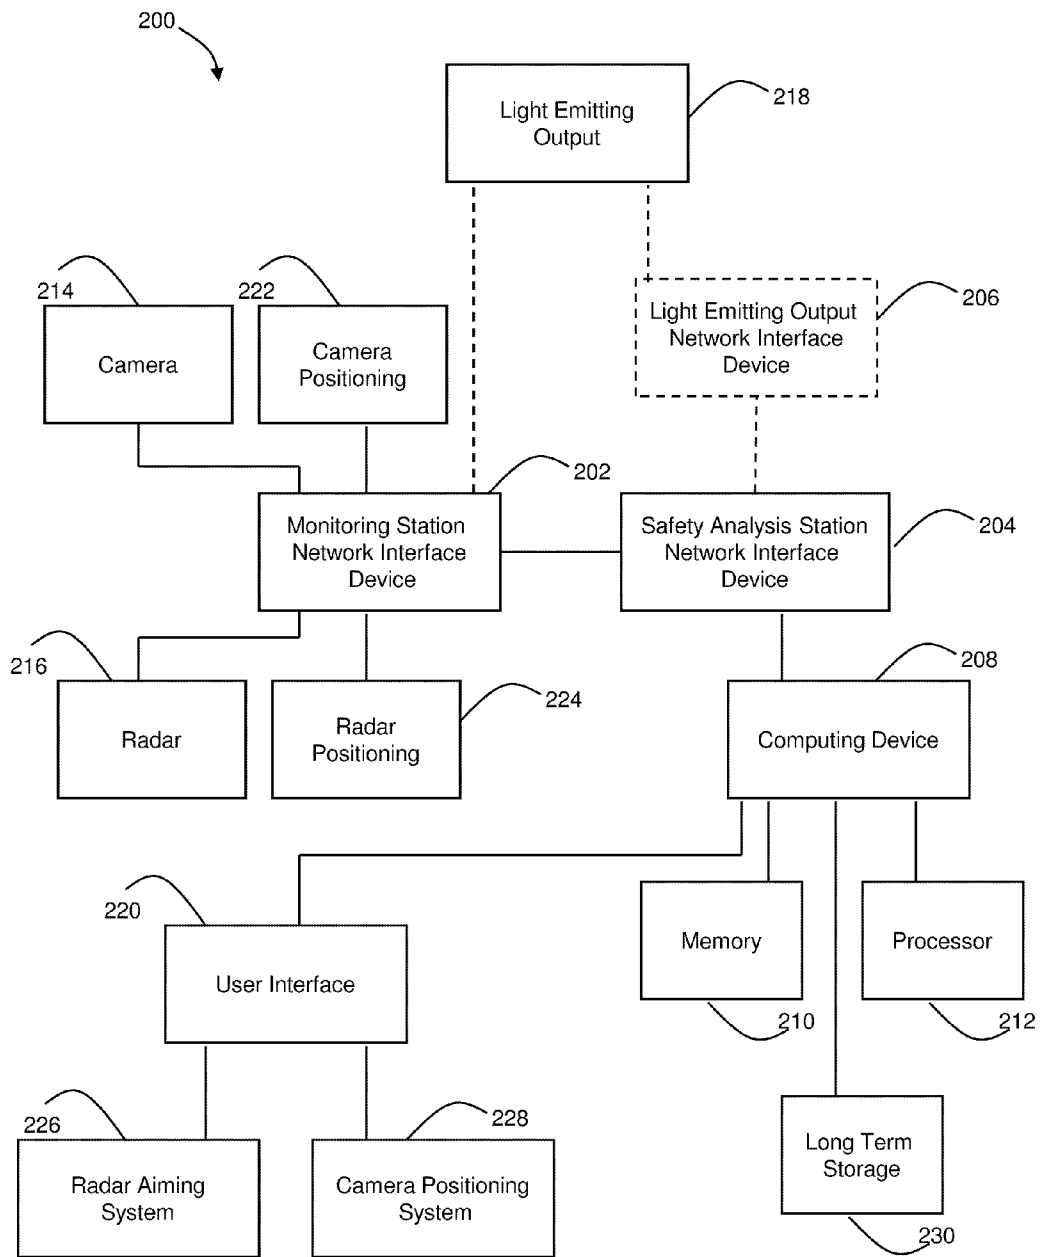 200
218
Light Emitting
Output
214
222
206
Camera
Camera
Positioning
Light Emitting Output
Network Interface
Device
202
204
Monitoring Station
Network Interface
Device
Safety Analysis Station
Network Interface
Device
216
224
208
Radar
Radar
Positioning
Computing Device
220
User Interface
Memory
Processor
210
212
226
228
Radar Aiming
System
Camera Positioning
System
Long Term
Storage
230